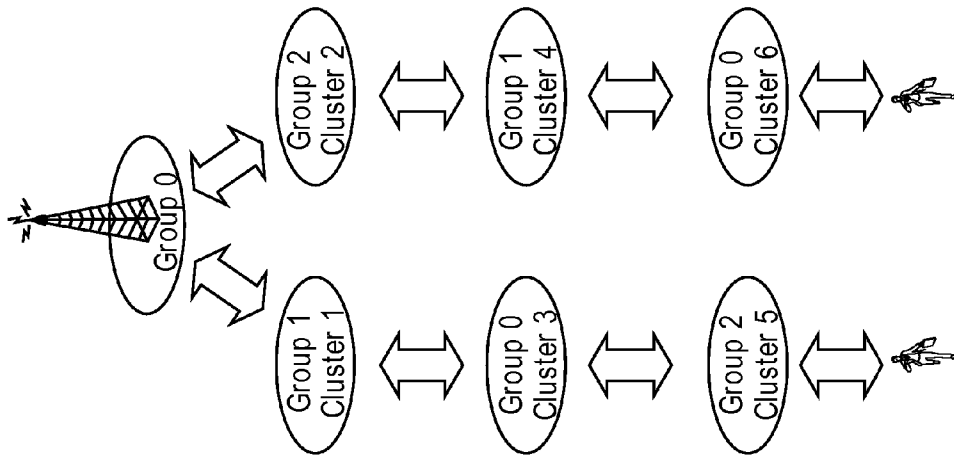 Group 0
Group 2
Cluster 2
Group 1
Cluster 4
Group 0
Cluster 6
Group 1
Cluster 1
Group 0
Cluster 3
Group 2
Cluster 5